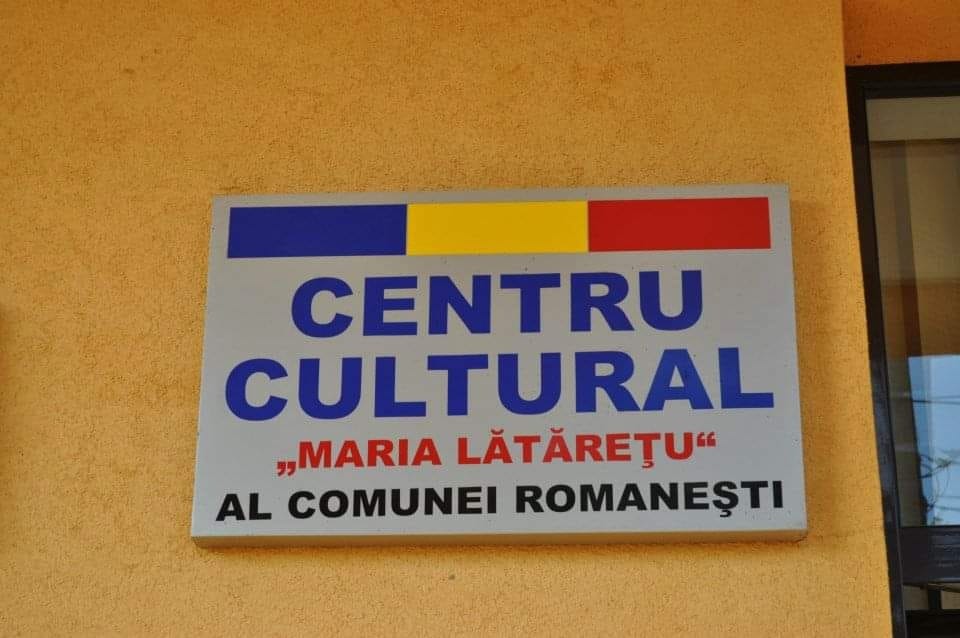 CENTRU
CULTURAL
„MARIA LĂTĂREŢU“
AL COMUNEI ROMANEŞTI